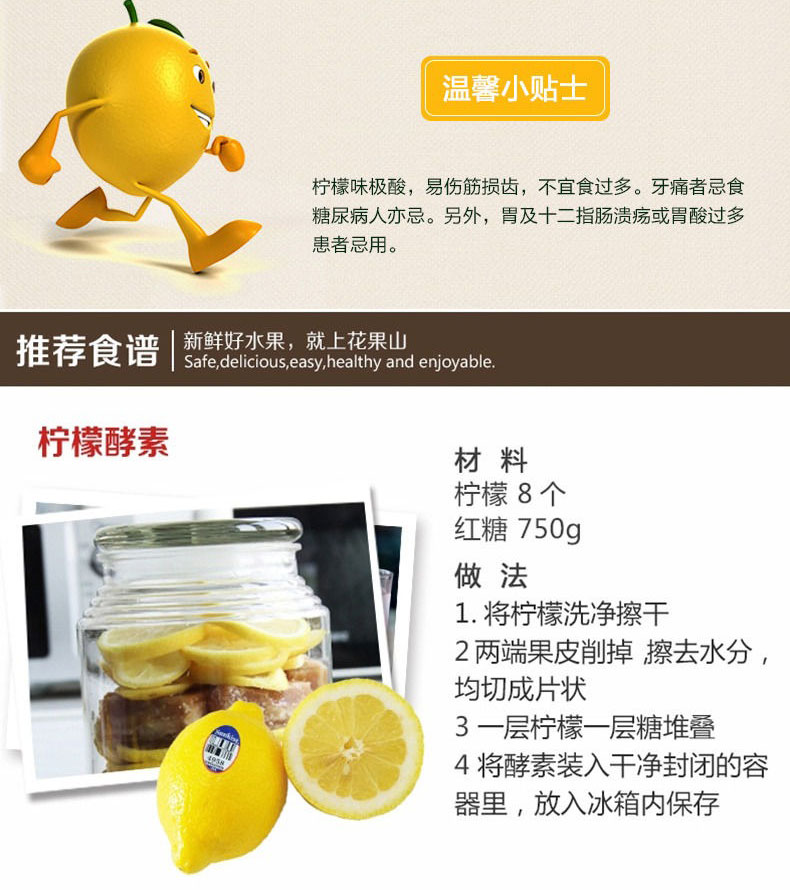 温馨小贴士
柠檬味极酸，易伤筋损齿，不宜食过多。牙痛者忌食
糖尿病人亦忌。另外，胃及十二指肠溃疡或胃酸过多
患者忌用。
推荐食谱
新鲜好水果，就上花果山
Safe,delicious,easy,healthy and enjoyable.
柠檬酵素
材 料
柠檬 8 个
红糖 750g
做 法
1. 将柠檬洗净擦干
2 两端果皮削掉 ,擦去水分，
均切成片状
3 一层柠檬一层糖堆叠
4 将酵素装入干净封闭的容
器里，放入冰箱内保存
Sunkist
4958